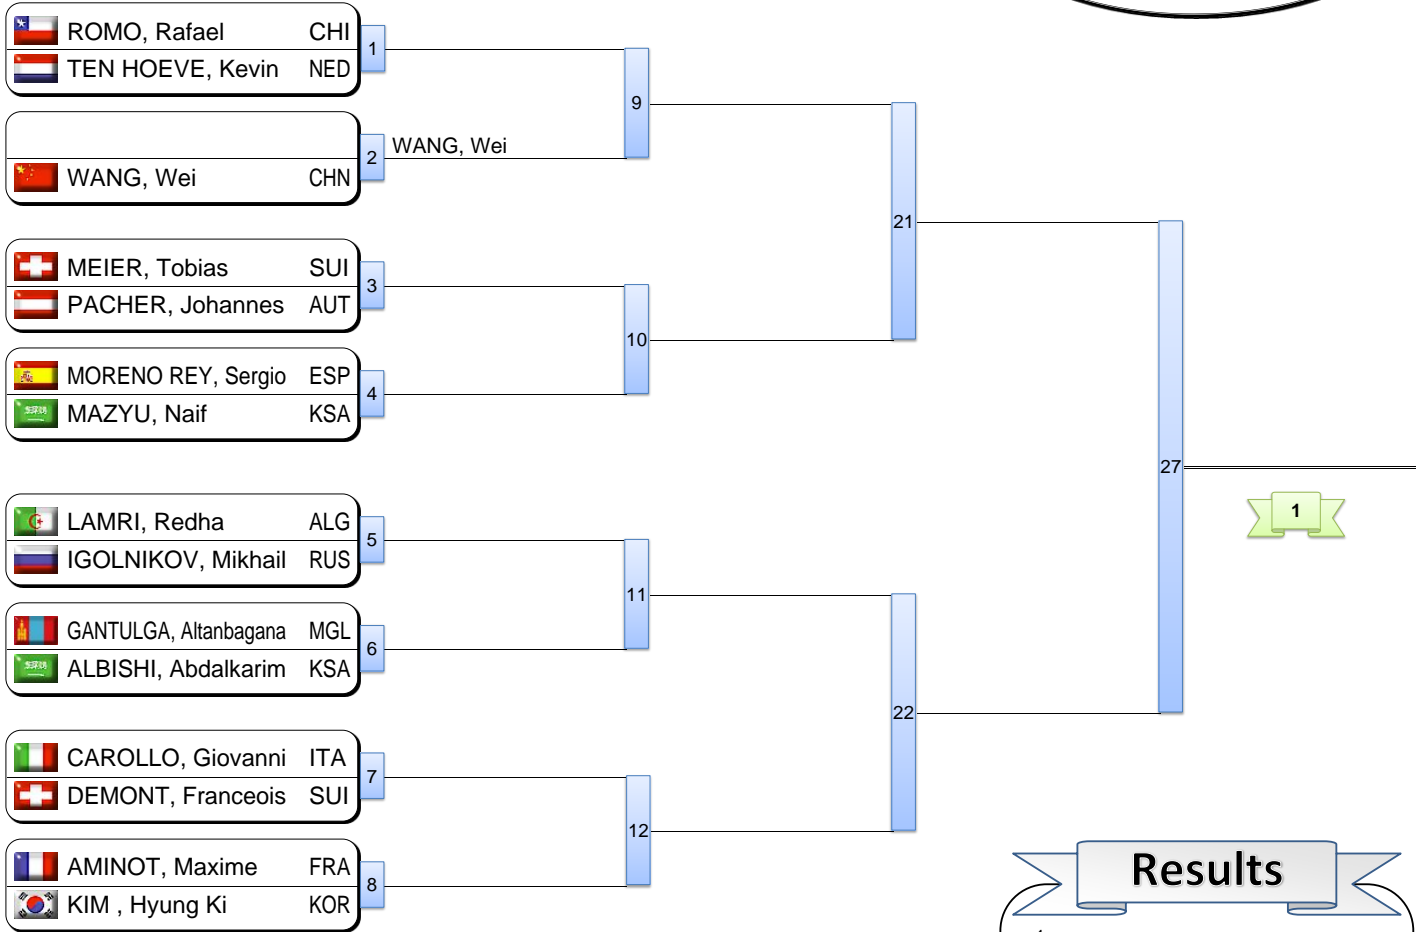 ROMO, Rafael CHI
1
TEN HOEVE, Kevin NED
9
WANG, Wei
2
WANG, Wei CHN
21
MEIER, Tobias SUI
3
PACHER, Johannes AUT
10
MORENO REY, Sergio ESP
4
MAZYU, Naif KSA
27
1
LAMRI, Redha ALG
5
IGOLNIKOV, Mikhail RUS
11
GANTULGA, Altanbagana MGL
6
ALBISHI, Abdalkarim KSA
22
CAROLLO, Giovanni ITA
7
DEMONT, Franceois SUI
12
AMINOT, Maxime FRA
8
KIM , Hyung Ki KOR
Results